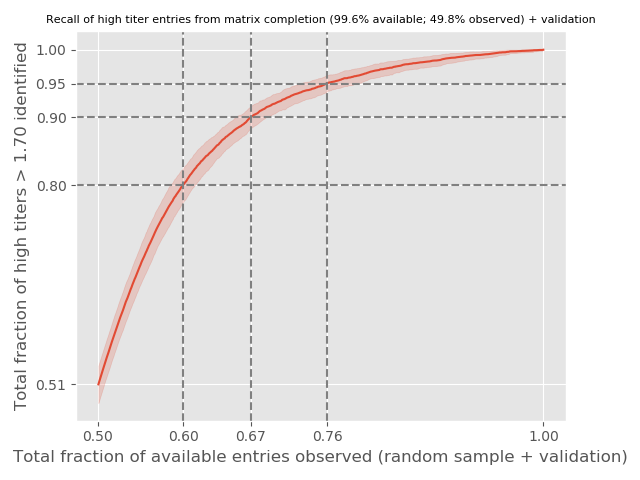 Recall of high titer entries from matrix completion (99.6% available; 49.8% observed) + validation
Total fraction of high titers > 1.70 identified
1.00
0.95
0.90
0.80
0.51
0.50 0.60 0.67 0.76 1.00
Total fraction of available entries observed (random sample + validation)